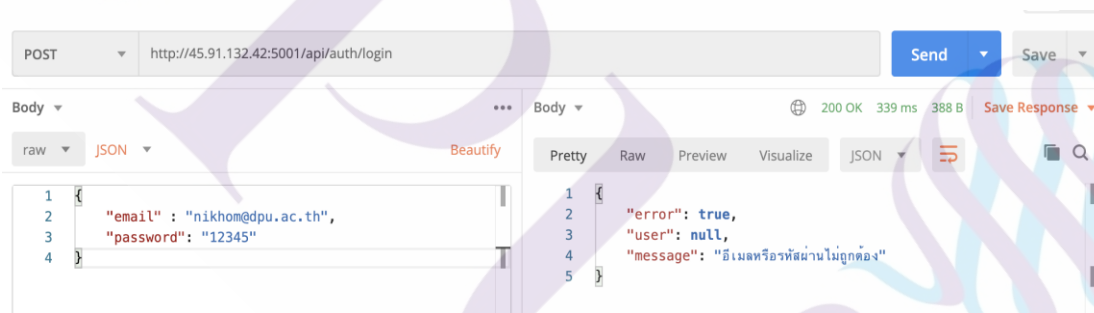 POST http://45.91.132.42:5001/api/auth/login Send Save
Body ••• Body 200 OK 339 ms 388 B Save Response
raw JSON Beautify Pretty Raw Preview Visualize JSON
1 {
2 "email" : "nikhom@dpu.ac.th",
3 "password": "12345"
4 }
1 {
2 "error": true,
3 "user": null,
4 "message": "อีเมลหรือรหัสผ่านไม่ถูกต้อง"
5 }